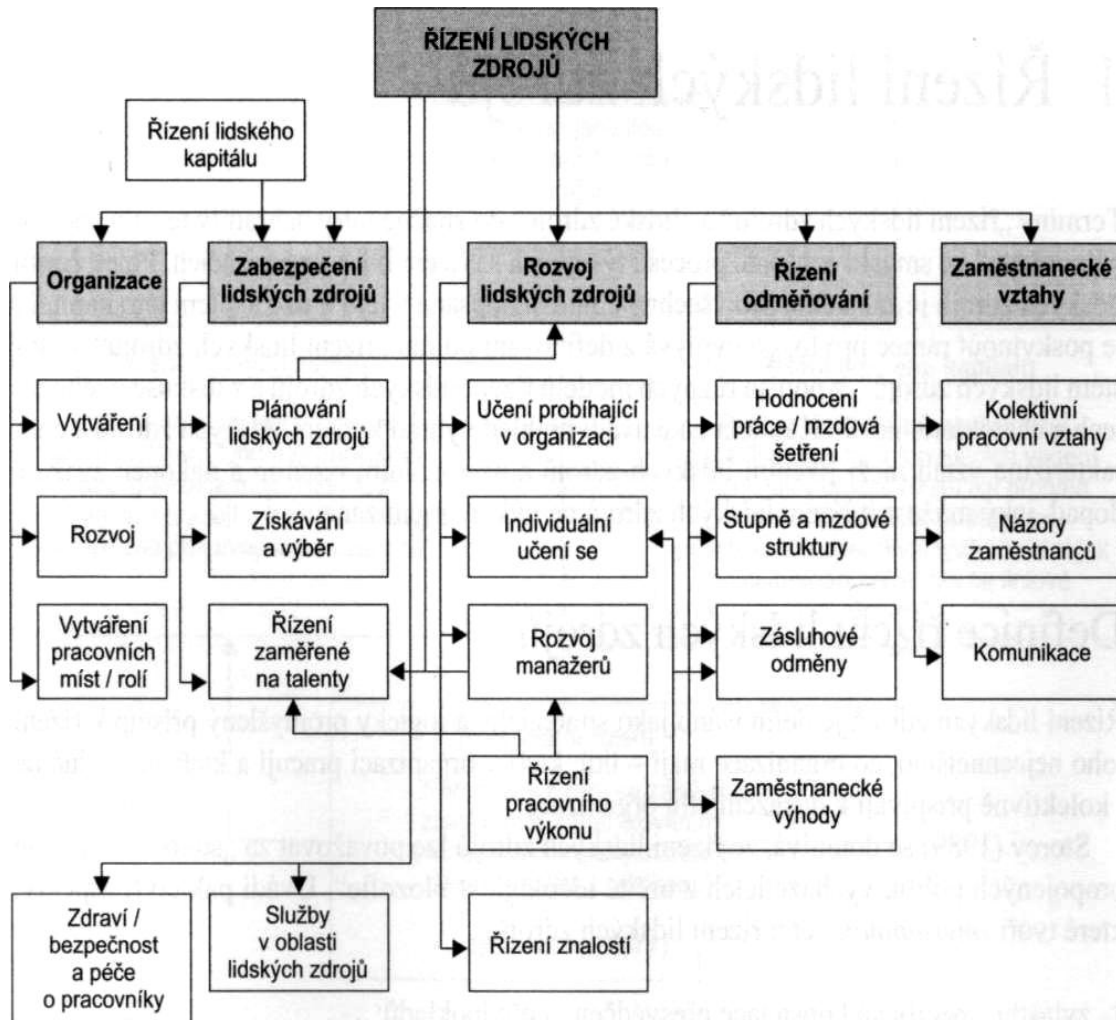 ŘÍZENÍ LIDSKÝCH
ZDROJŮ
Řízení lidského
kapitálu
Organizace
Zabezpečení
lidských zdrojů
Rozvoj
lidských zdrojů
Řízení
odměňování
Zaměstnanecké
vztahy
Vytváření
Plánování
lidských zdrojů
Učení probíhající
v organizaci
Hodnocení
práce / mzdová
šetření
Kolektivní
pracovní vztahy
Rozvoj
Získávání
a výběr
Individuální
učení se
Stupně a mzdové
struktury
Názory
zaměstnanců
Vytváření
pracovních
míst / rolí
Řízení
zaměřené
na talenty
Rozvoj
manažerů
Zásluhové
odměny
Komunikace
Řízení
pracovního
výkonu
Zaměstnanecké
výhody
Zdraví /
bezpečnost
a péče
o pracovníky
Služby
v oblasti
lidských zdrojů
Řízení znalostí